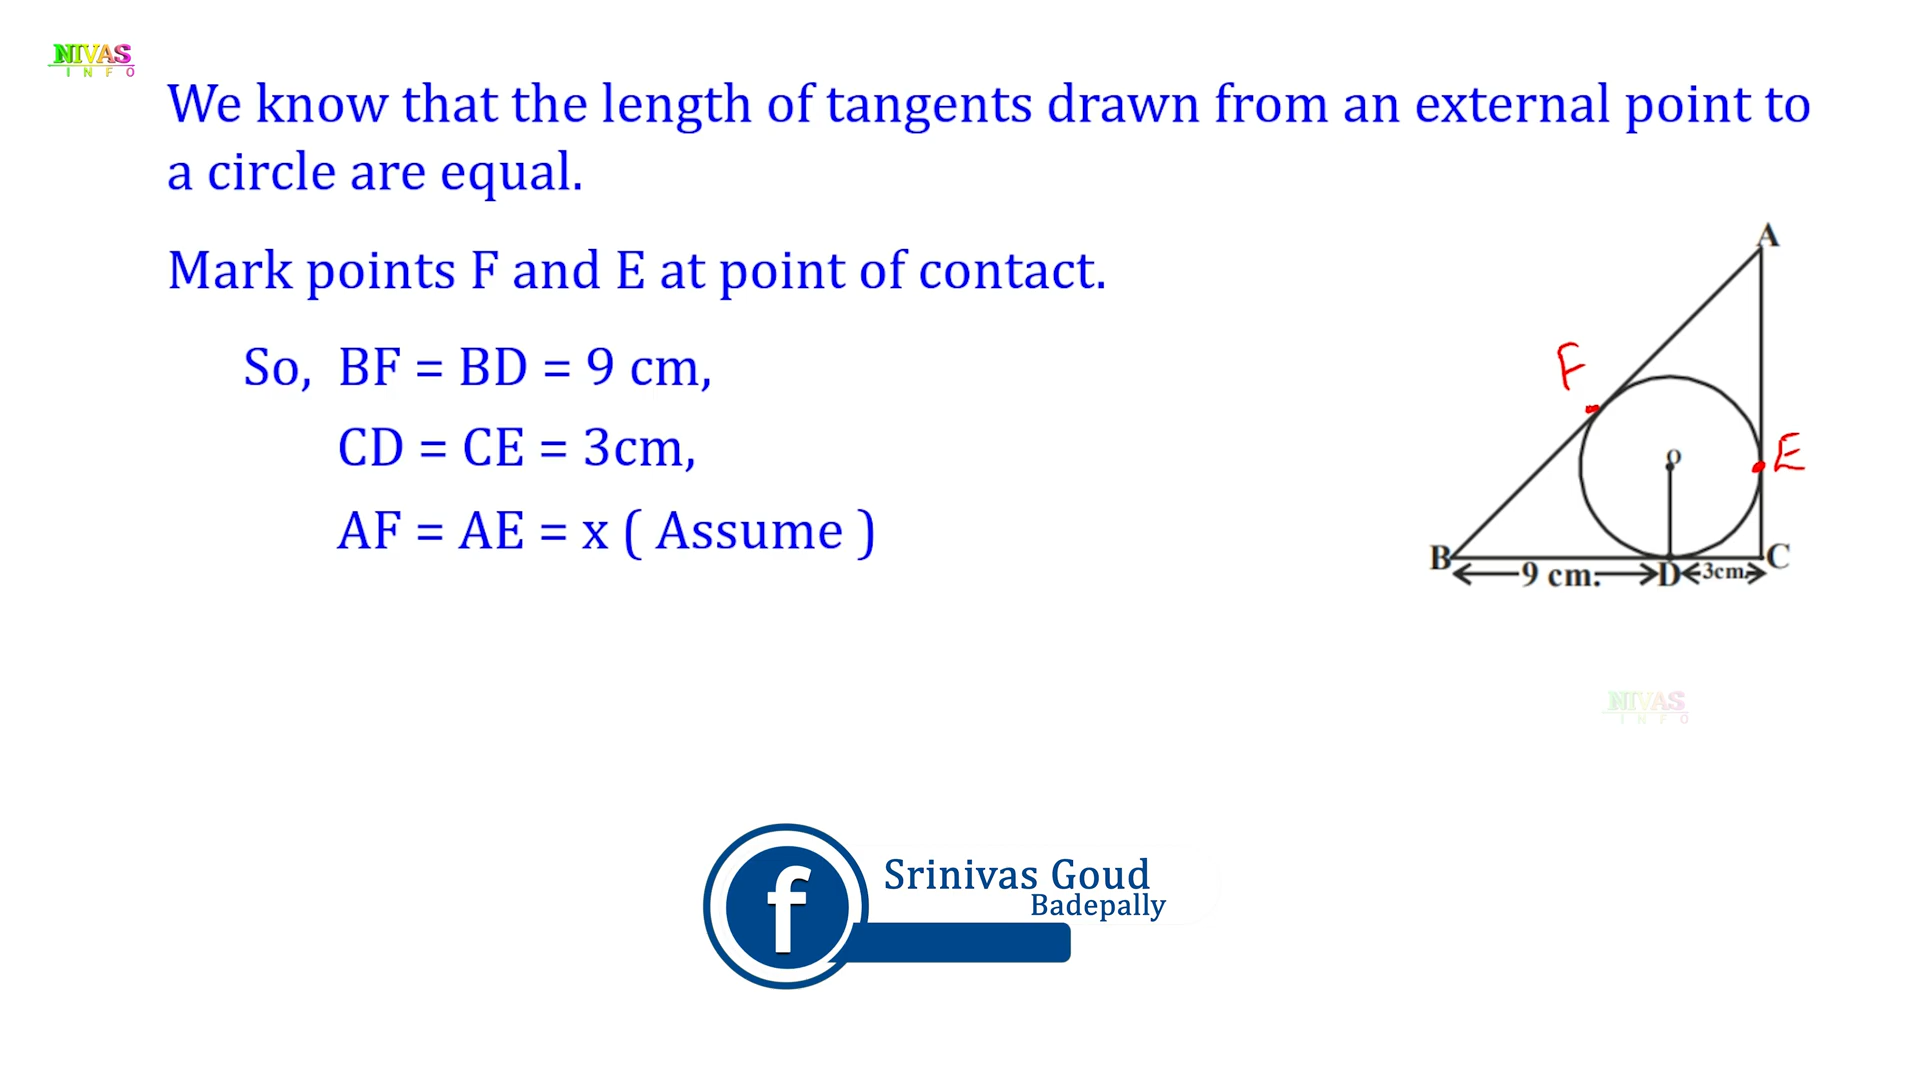 NIVAS
INFO
We know that the length of tangents drawn from an external point to
a circle are equal.
Mark points F and E at point of contact.
So, BF = BD = 9 cm,
CD = CE = 3cm,
AF = AE = x ( Assume )
A
F
E
O
B
C
9 cm.
D
3cm.
NIVAS
INFO
f
Srinivas Goud
Badepally